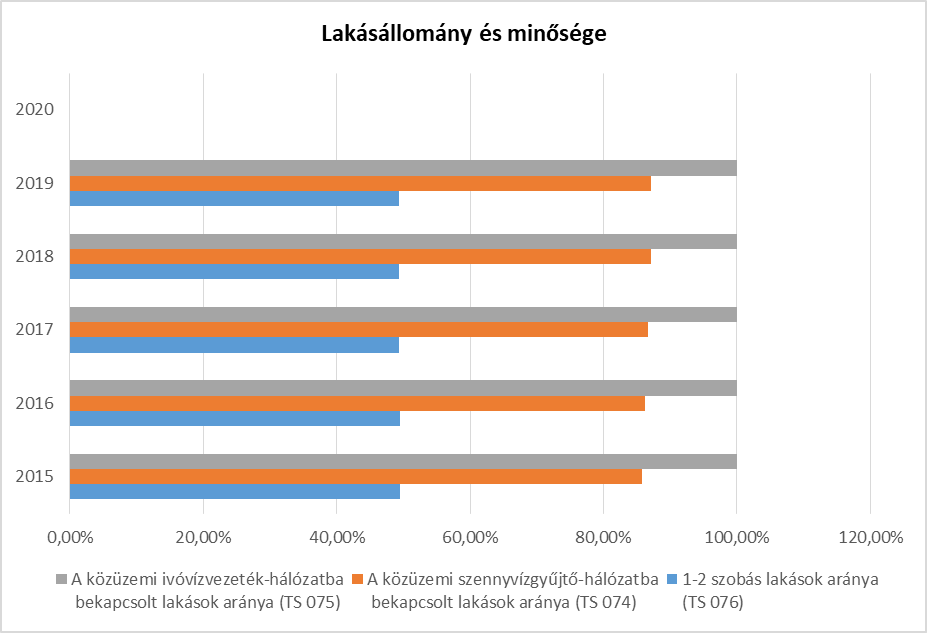 Lakásállomány és minősége
2020
2019
2018
2017
2016
2015
0,00% 20,00% 40,00% 60,00% 80,00% 100,00% 120,00%
A közüzemi ivóvízvezeték-hálózatba
bekapcsolt lakások aránya (TS 075)
A közüzemi szennyvízgyűjtő-hálózatba
bekapcsolt lakások aránya (TS 074)
1-2 szobás lakások aránya
(TS 076)